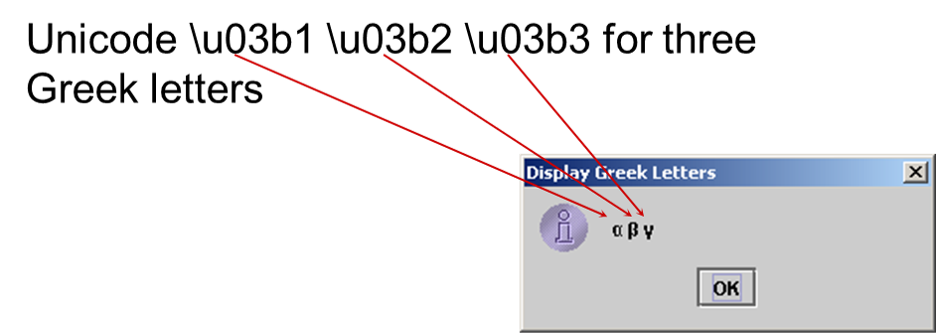 Unicode \u03b1 \u03b2 \u03b3 for three
Greek letters
Display Greek Letters
α β γ
OK